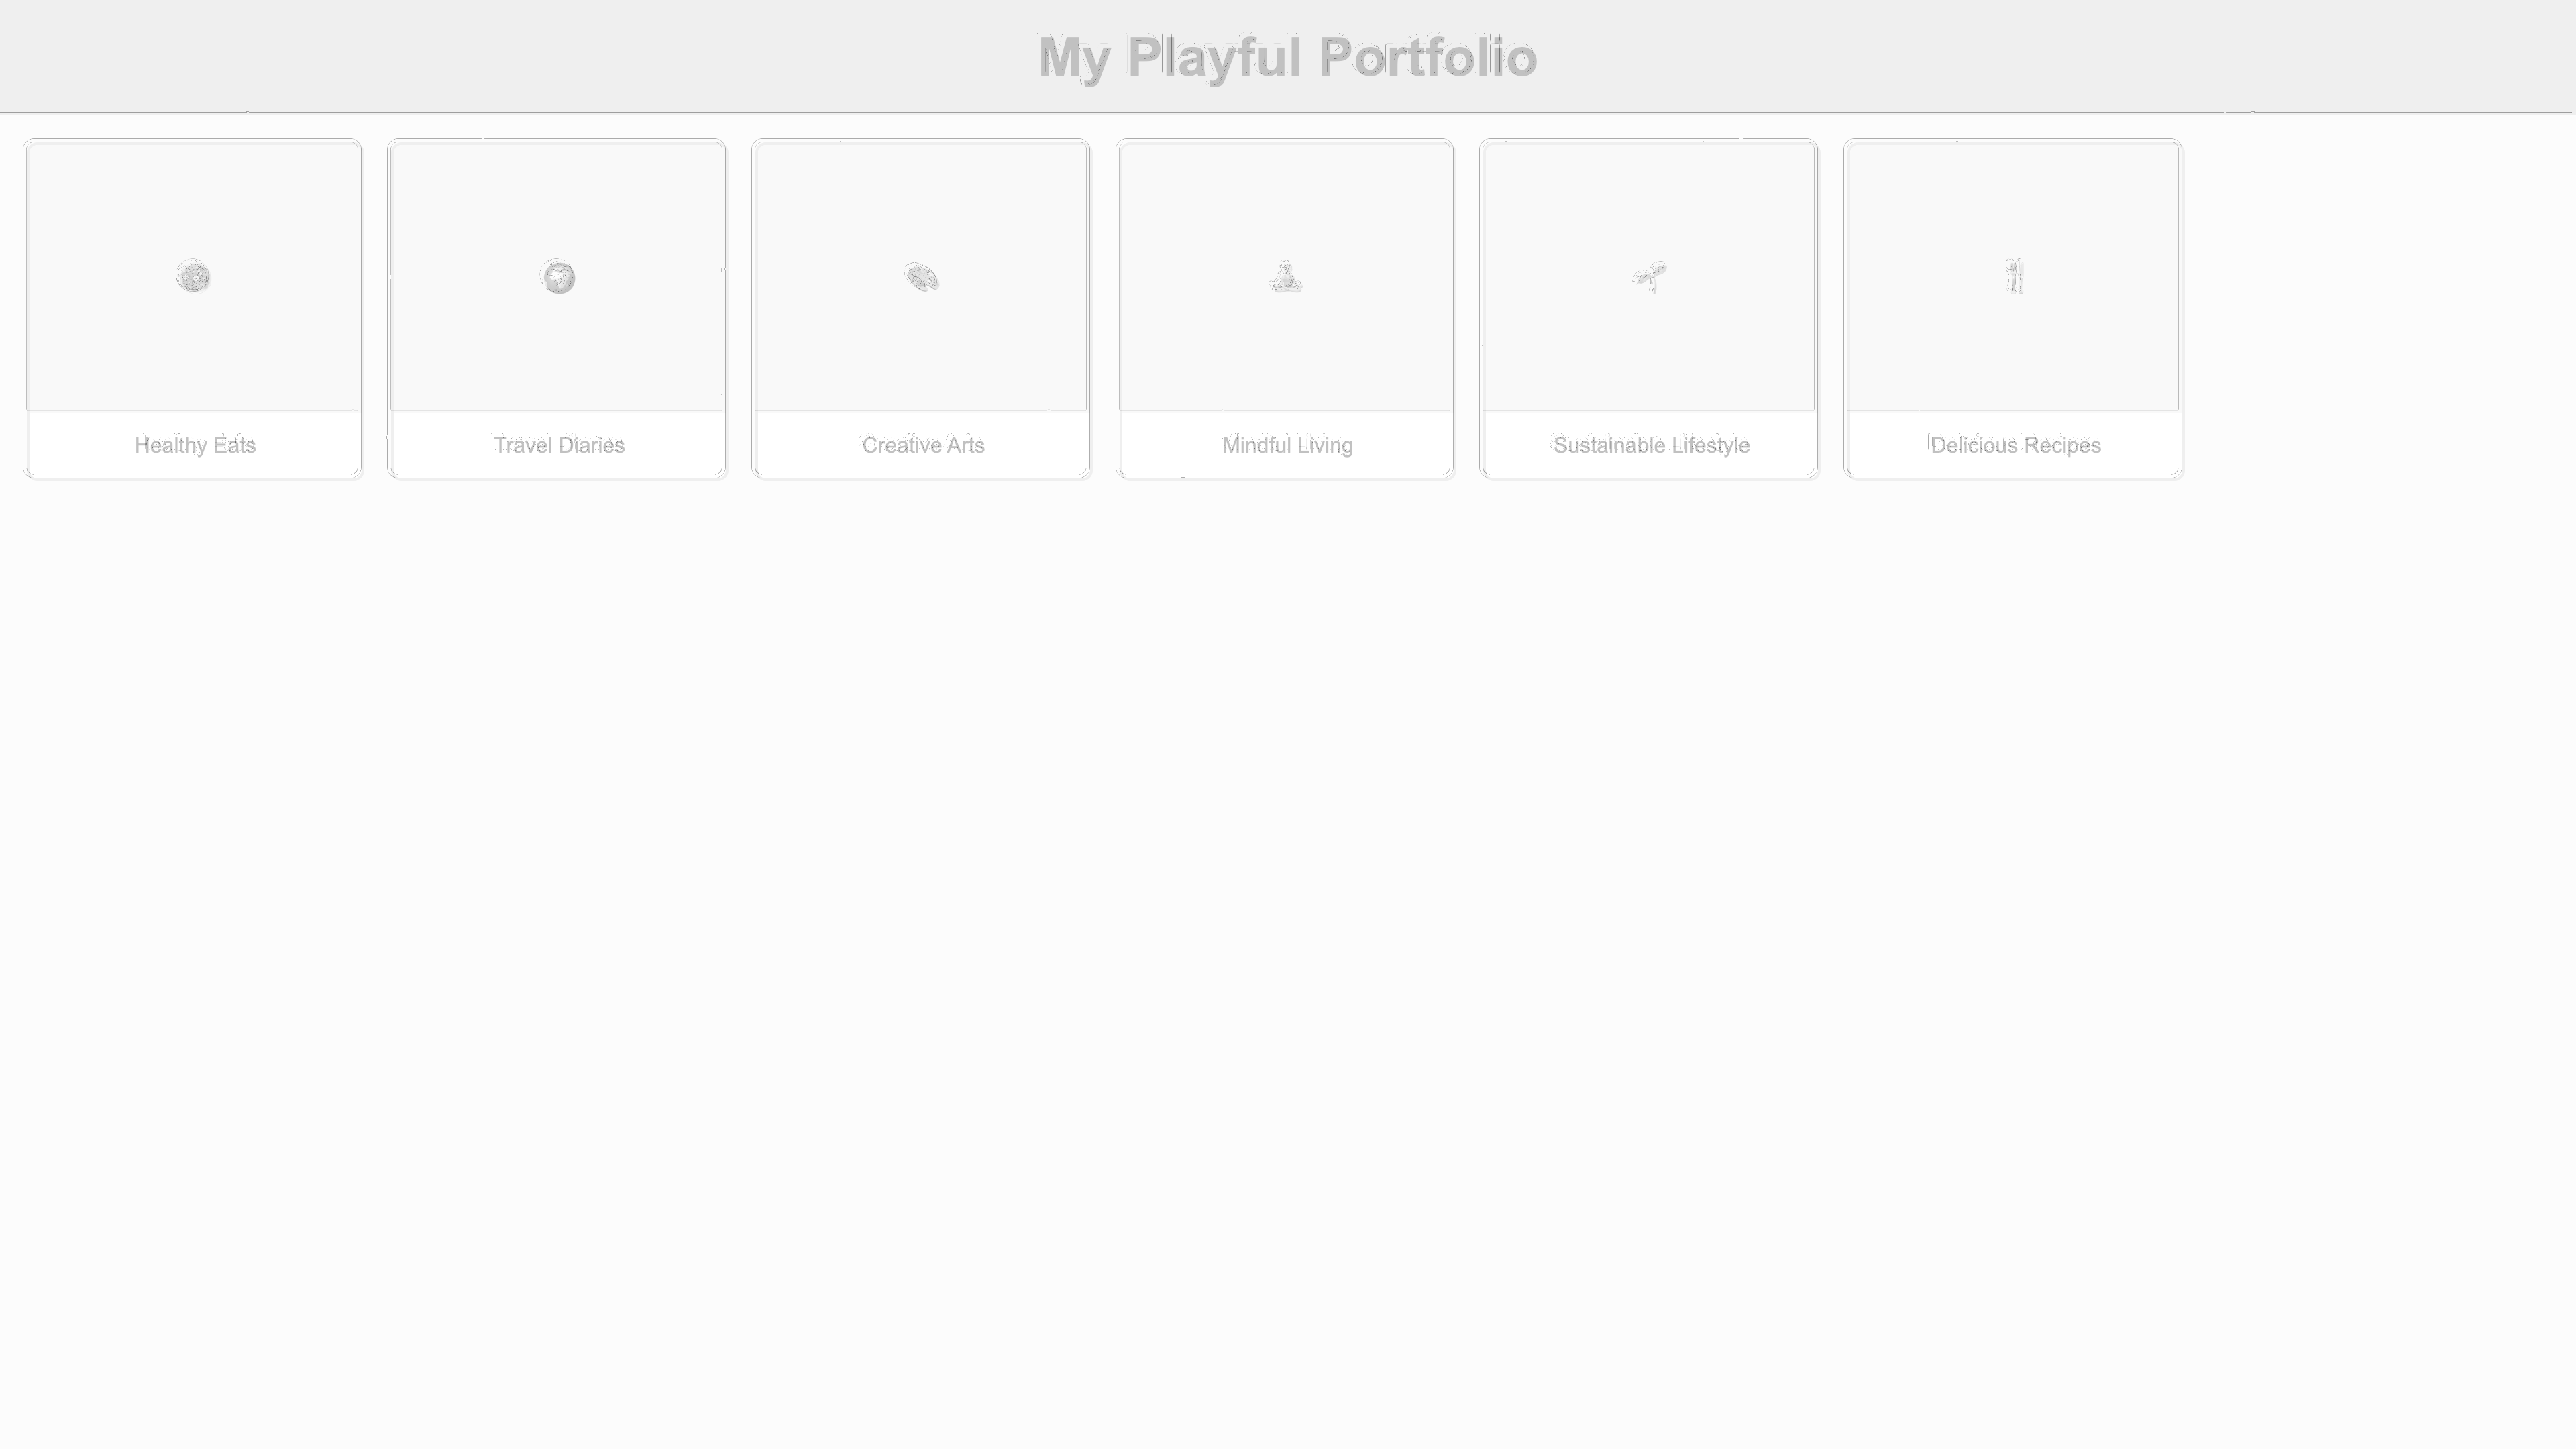 My Playful Portfolio
Healthy Eats
Travel Diaries
Creative Arts
Mindful Living
Sustainable Lifestyle
Delicious Recipes